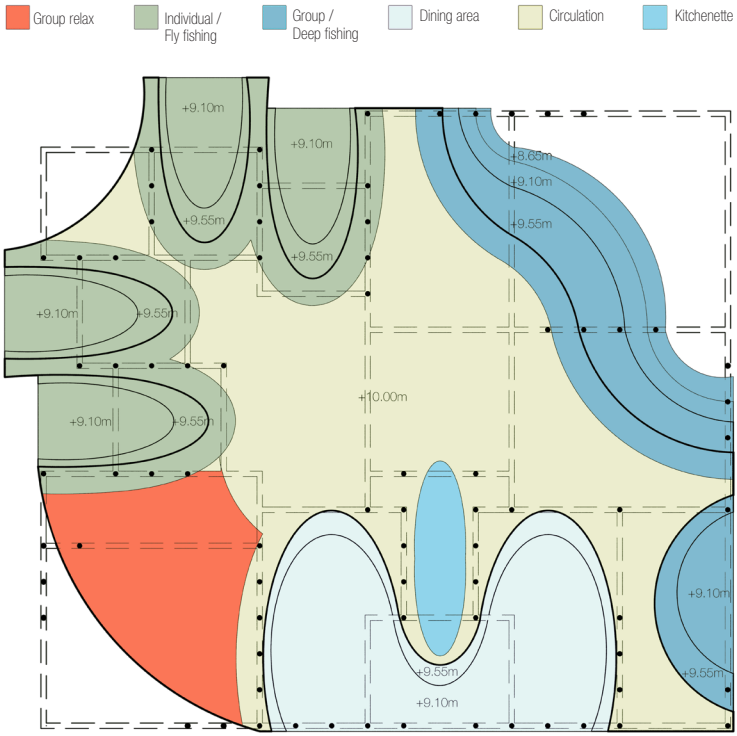 Group relax
Individual /
Fly fishing
Group /
Deep fishing
Dining area
Circulation
Kitchenette
+9.10m
+9.10m
+8.65m
+9.10m
+9.55m
+9.55m
+9.55m
+9.10m
+9.55m
+10.00m
+9.10m
+9.55m
+9.10m
+9.55m
+9.55m
+9.10m